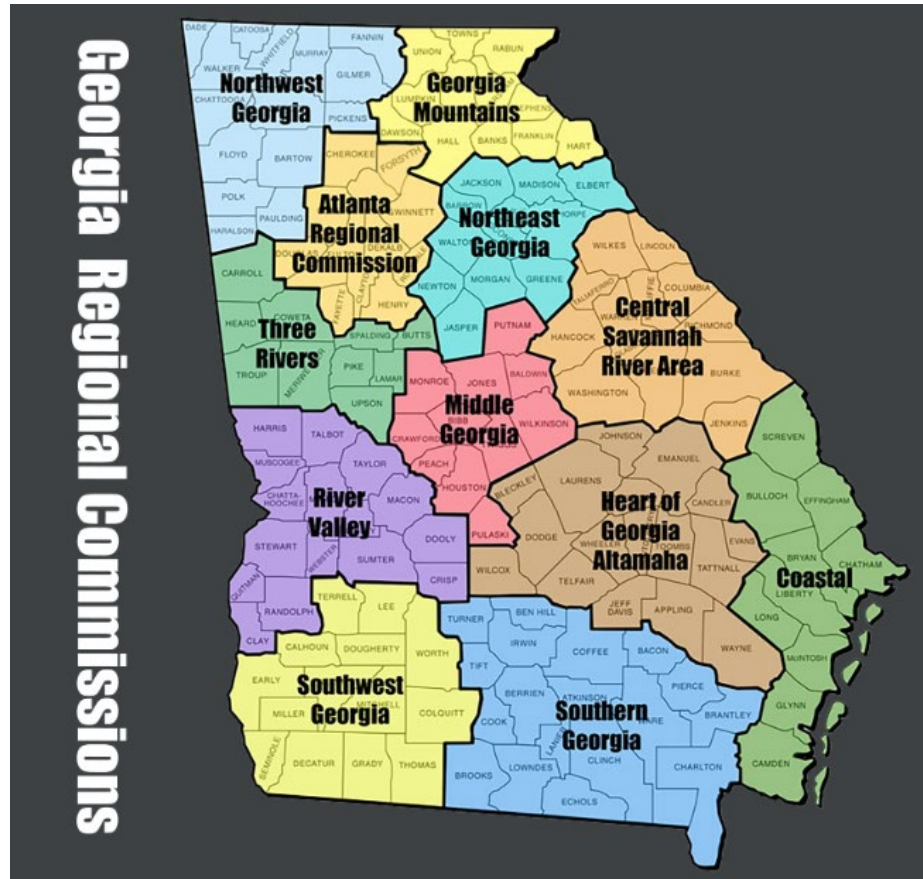 Georgia Regional Commissions
DADE
CATOOSA
WHITFIELD
MURRAY
FANNIN
WALKER
GILMER
CHATTOOGA
PICKENS
Northwest
Georgia
FLOYD
BARTOW
POLK
PAULDING
HARALSON
TOWNS
RABUN
UNION
LUMPKIN
Georgia
Mountains
DAWSON
HALL
BANKS
FRANKLIN
HART
CHEROKEE
FORSYTH
Atlanta
Regional
Commission
DEKALB
HENRY
FAYETTE
JACKSON
MADISON
ELBERT
Northeast
Georgia
NEWTON
MORGAN
GREENE
JASPER
WILKES
LINCOLN
COLUMBIA
TALIAFERRO
RICHMOND
HANCOCK
Central
Savannah
River Area
WASHINGTON
BURKE
JENKINS
CARROLL
HEARD
COWETA
Three
Rivers
SPALDING
BUTTS
TROUP
MERIWETHER
PIKE
LAMAR
UPSON
PUTNAM
MONROE
JONES
BALDWIN
Middle
Georgia
BIBB
WILKINSON
CRAWFORD
PEACH
HOUSTON
PULASKI
HARRIS
TALBOT
MUSCOGEE
TAYLOR
CHATTA-
HOOCHEE
MACON
River
Valley
STEWART
WEBSTER
SUMTER
DOOLY
CRISP
QUITMAN
RANDOLPH
CLAY
JOHNSON
EMANUEL
BLECKLEY
LAURENS
CANDLER
Heart of
Georgia
Altamaha
DODGE
WHEELER
TOOMBS
EVANS
TATTNALL
WILCOX
TELFAIR
JEFF
DAVIS
APPLING
WAYNE
SCREVEN
BULLOCH
EFFINGHAM
BRYAN
CHATHAM
Coastal
LIBERTY
LONG
McINTOSH
GLYNN
CAMDEN
TERRELL
LEE
CALHOUN
DOUGHERTY
WORTH
EARLY
Southwest
Georgia
MITCHELL
MILLER
COLQUITT
SEMINOLE
DECATUR
GRADY
THOMAS
TURNER
BEN HILL
IRWIN
COFFEE
BACON
TIFT
PIERCE
BERRIEN
ATKINSON
BRANTLEY
Southern
Georgia
COOK
LANIER
CLINCH
CHARLTON
BROOKS
LOWNDES
ECHOLS